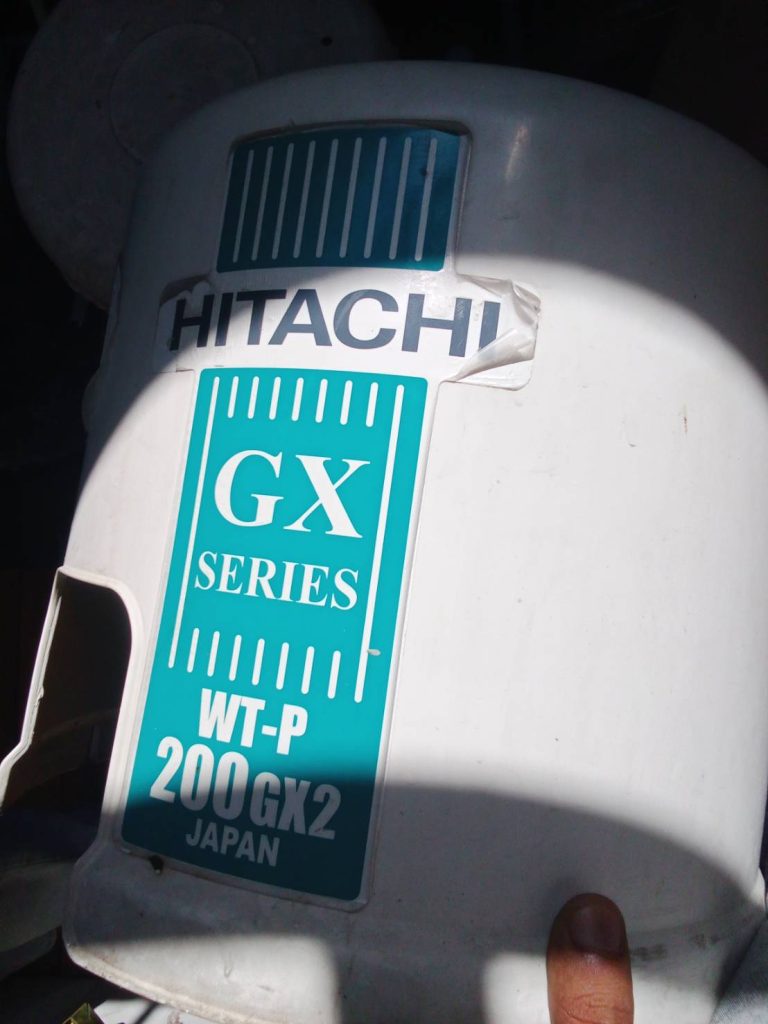 HITACHI
GX
SERIES
WT-P
200GX2
JAPAN